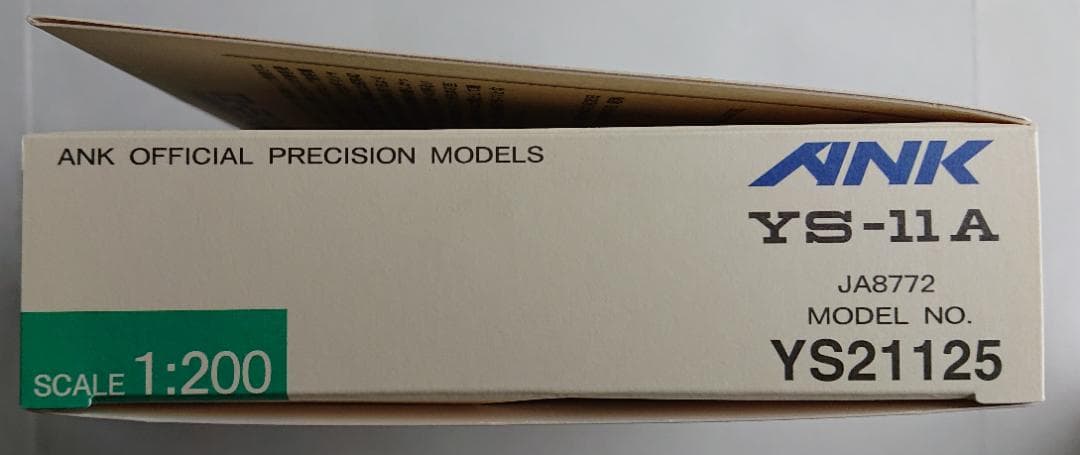 ANK OFFICIAL PRECISION MODELS
ANK
YS-11A
JA8772
MODEL NO.
YS21125
SCALE 1:200